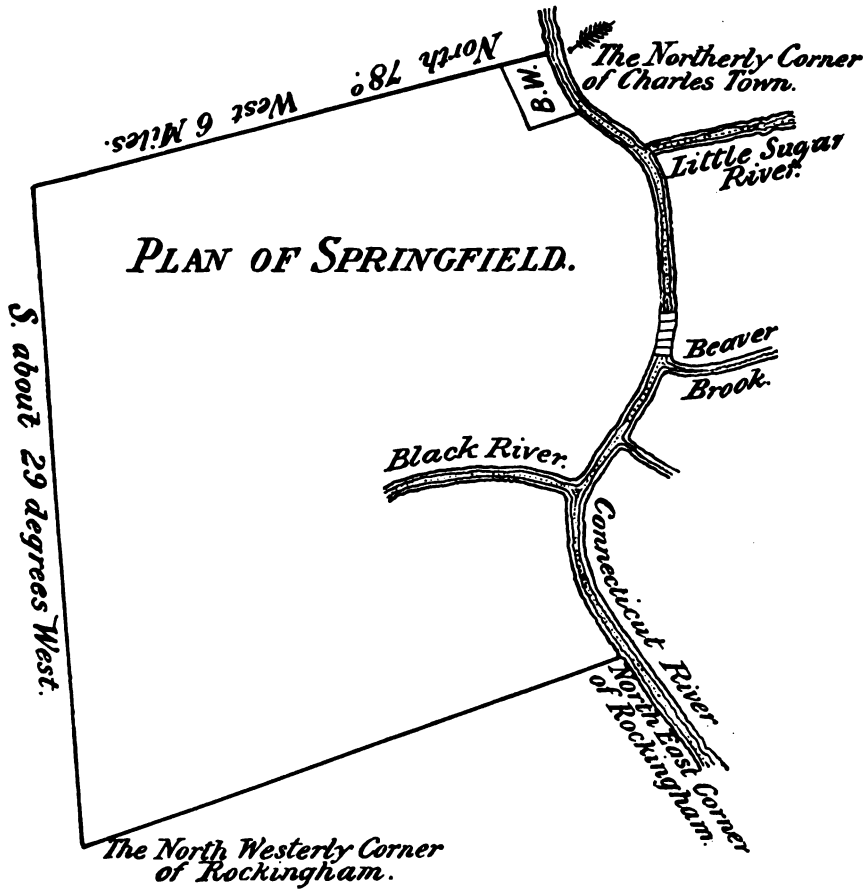 North 78°. West 6 Miles.
B.W.
The Northerly Corner
of Charles Town.
Little Sugar
River.
PLAN OF SPRINGFIELD.
S. about 29 degrees West.
Beaver
Brook.
Black River.
Connecticut River
North East Corner
of Rockingham.
The North Westerly Corner
of Rockingham.